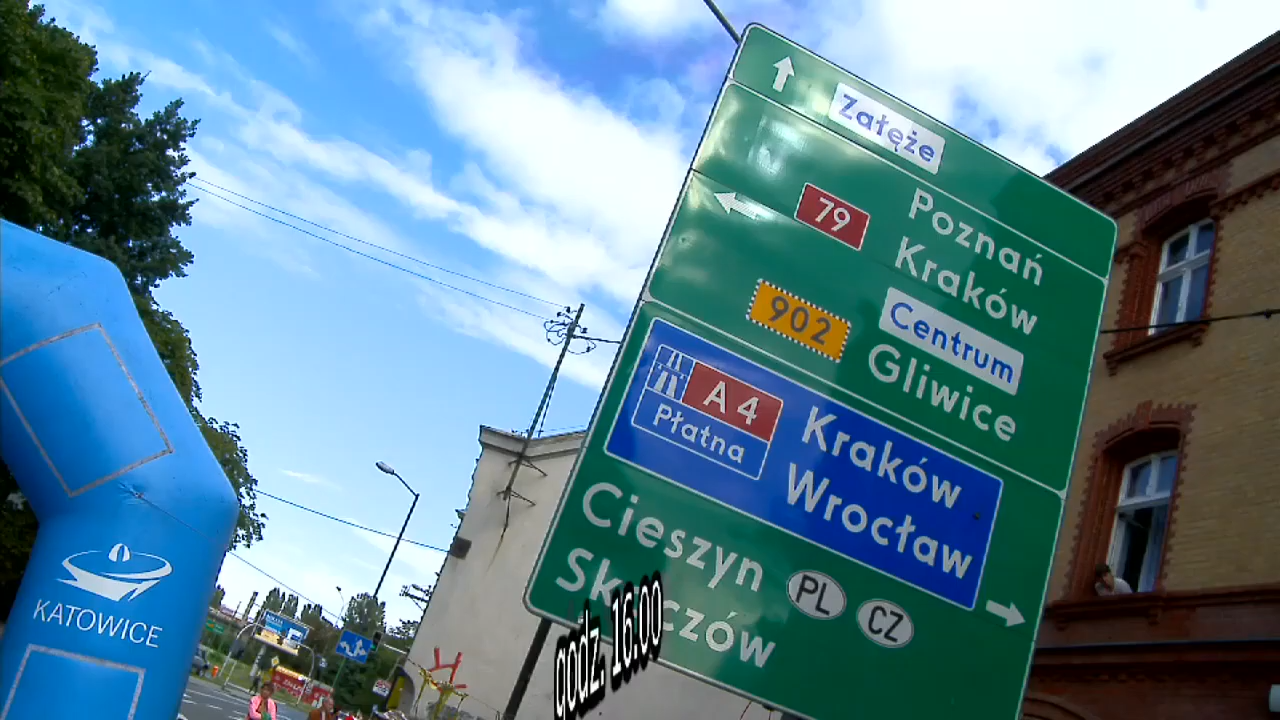 Załęże
79
Poznań
Kraków
902
Centrum
Gliwice
A4
Płatna
Kraków
Wrocław
Cieszyn
PL
CZ
godz. 16.00
KATOWICE